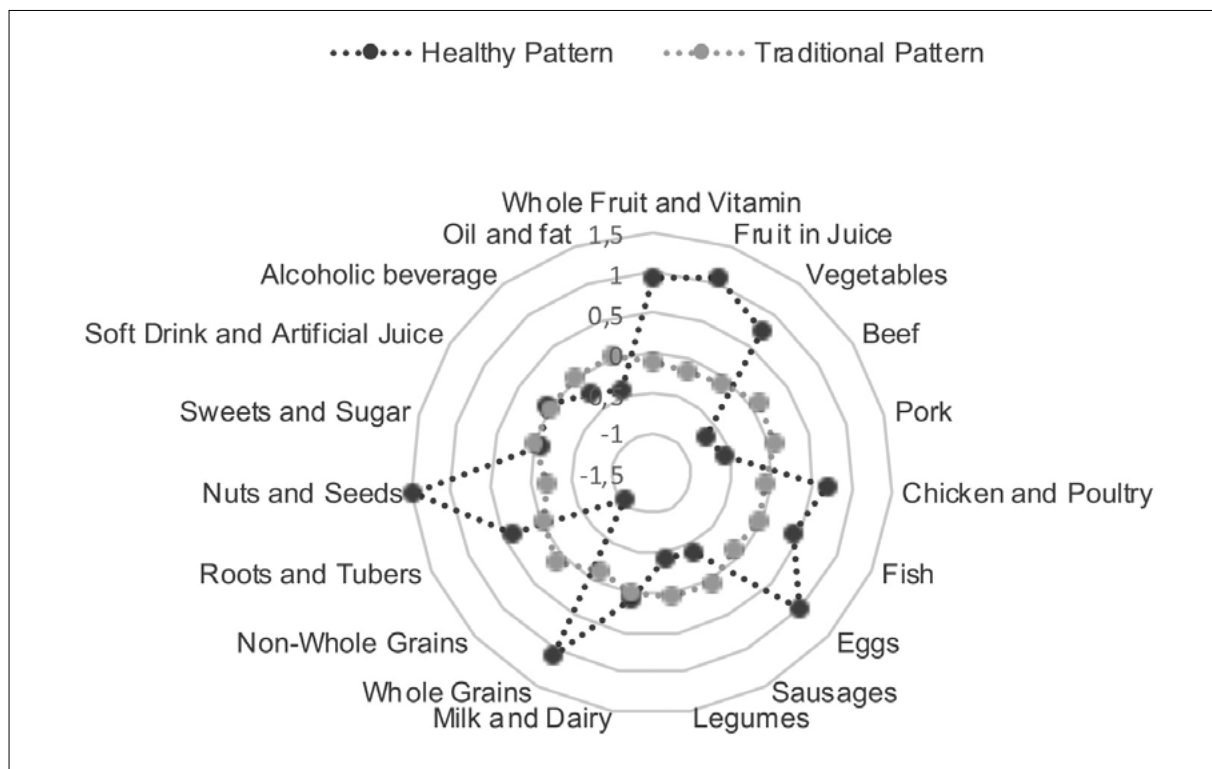 Healthy Pattern Traditional Pattern
Whole Fruit and Vitamin
Oil and fat 1,5 Fruit in Juice
Alcoholic beverage 1 Vegetables
0,5
Soft Drink and Artificial Juice Beef
0
Sweets and Sugar -0,5 Pork
-1
Nuts and Seeds -1,5 Chicken and Poultry
Roots and Tubers Fish
Non-Whole Grains Eggs
Whole Grains Sausages
Milk and Dairy Legumes